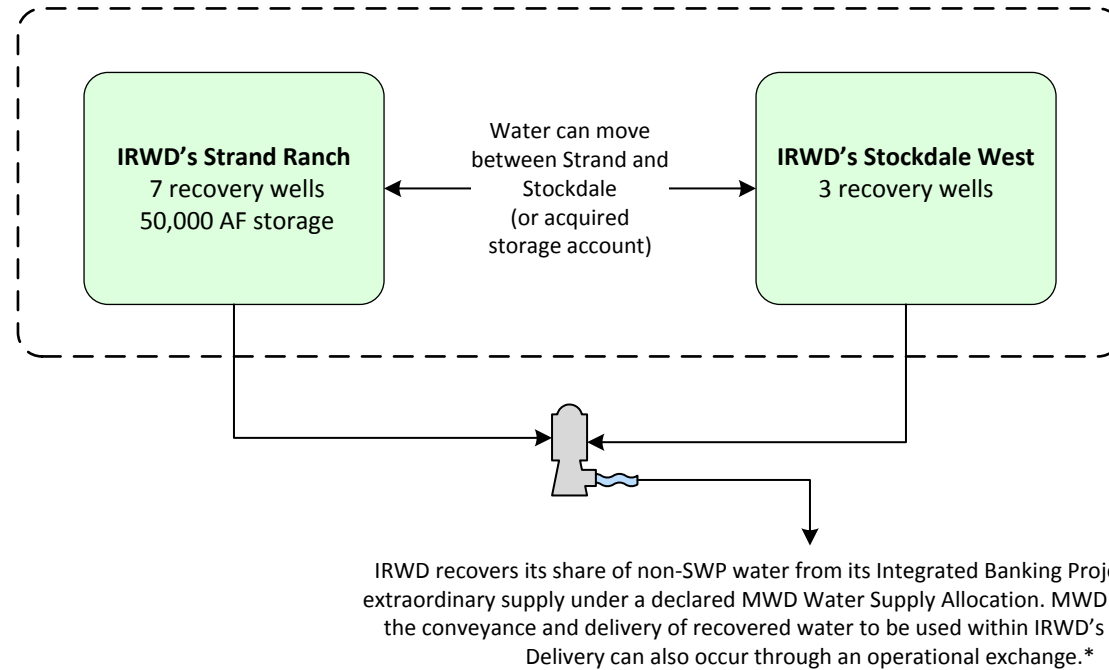 IRWD's Strand Ranch
7 recovery wells
50,000 AF storage
Water can move
between Strand and
Stockdale
(or acquired
storage account)
IRWD's Stockdale West
3 recovery wells
IRWD recovers its share of non-SWP water from its Integrated Banking
extraordinary supply under a declared MWD Water Supply Allocation. MWD
the conveyance and delivery of recovered water to be used within IRWD's
Delivery can also occur through an operational exchange.*